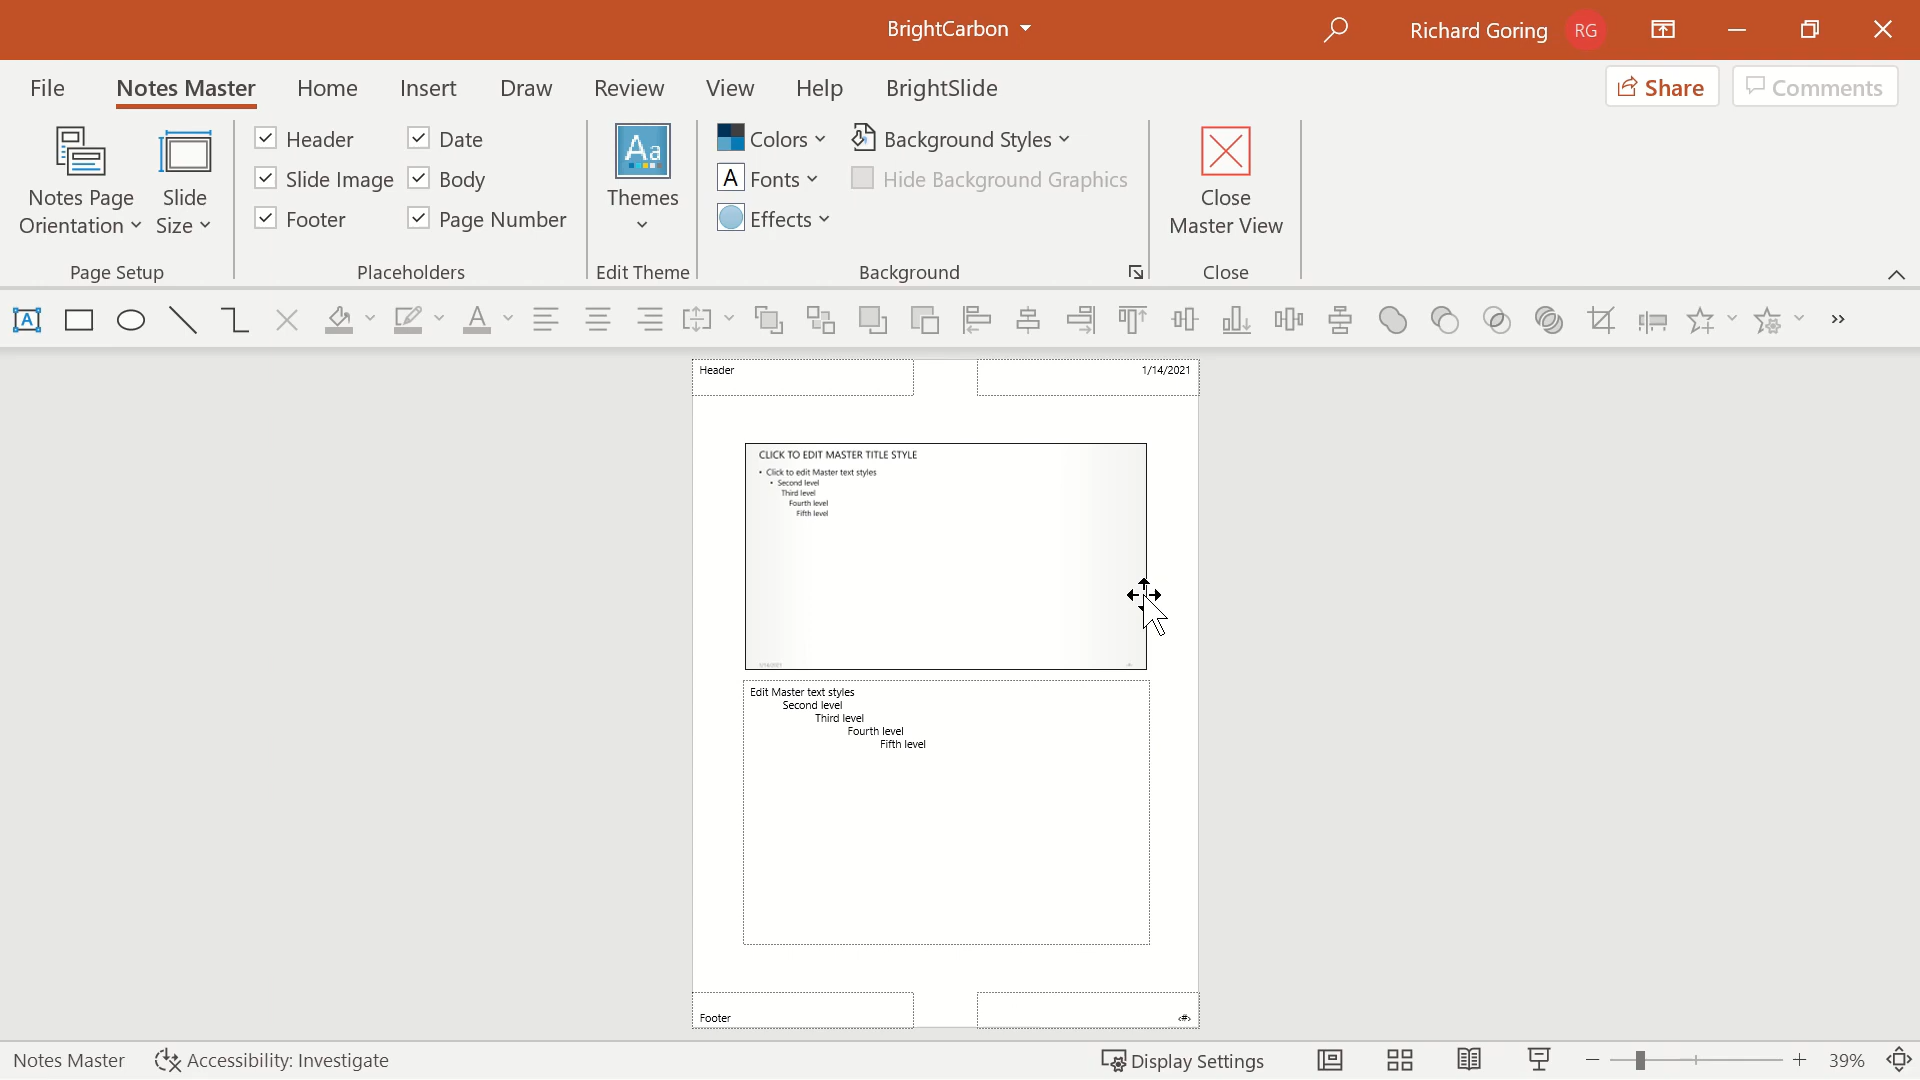 BrightCarbon
Richard Goring RG
File Notes Master Home Insert Draw Review View Help BrightSlide Share Comments
Notes Page Orientation
Slide Size
Page Setup
Header Date
Slide Image Body
Footer Page Number
Placeholders
Aa
Themes
Edit Theme
Colors Background Styles
A Fonts Hide Background Graphics
Effects
Background
Close
Master View
Close
A A
Header 1/14/2021
CLICK TO EDIT MASTER TITLE STYLE
• Click to edit Master text styles
• Second level
Third level
Fourth level
Fifth level
1/14/2021
Edit Master text styles
Second level
Third level
Fourth level
Fifth level
Footer ‹#›
Notes Master Accessibility: Investigate Display Settings 39%